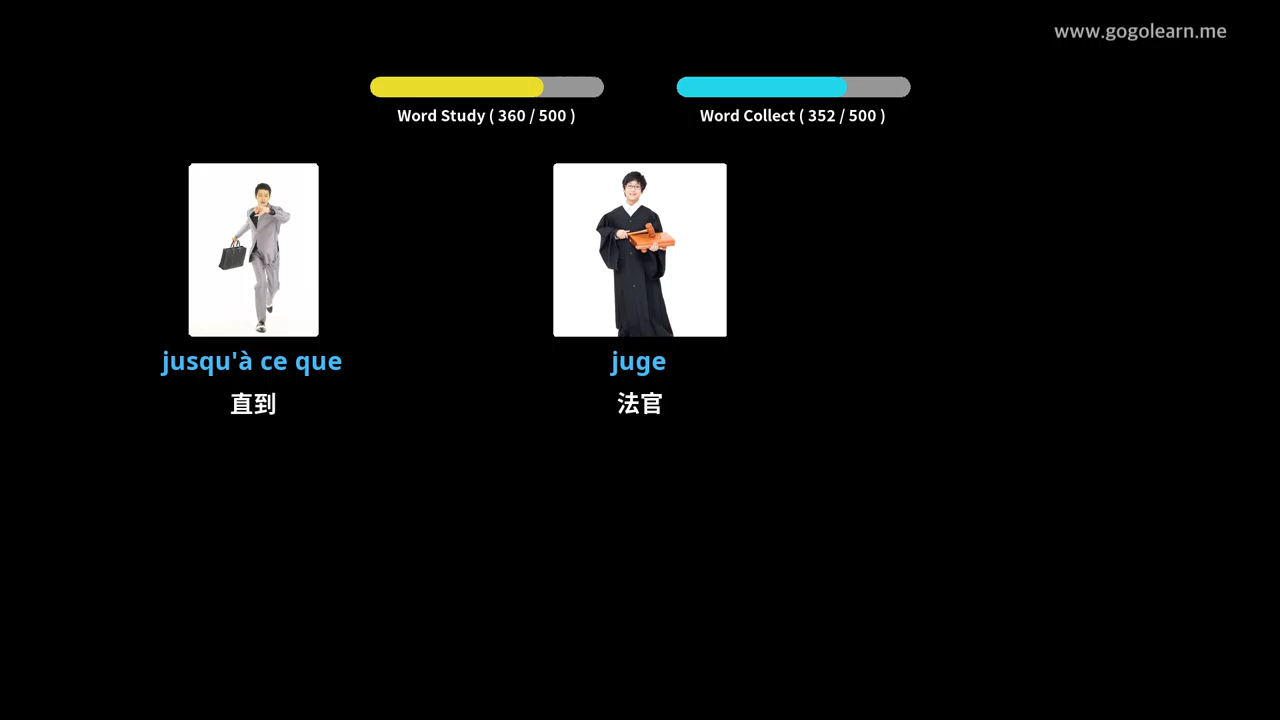 www.gogolearn.me
Word Study ( 360 / 500 )
Word Collect ( 352 / 500 )
jusqu'à ce que
juge
直到
法官